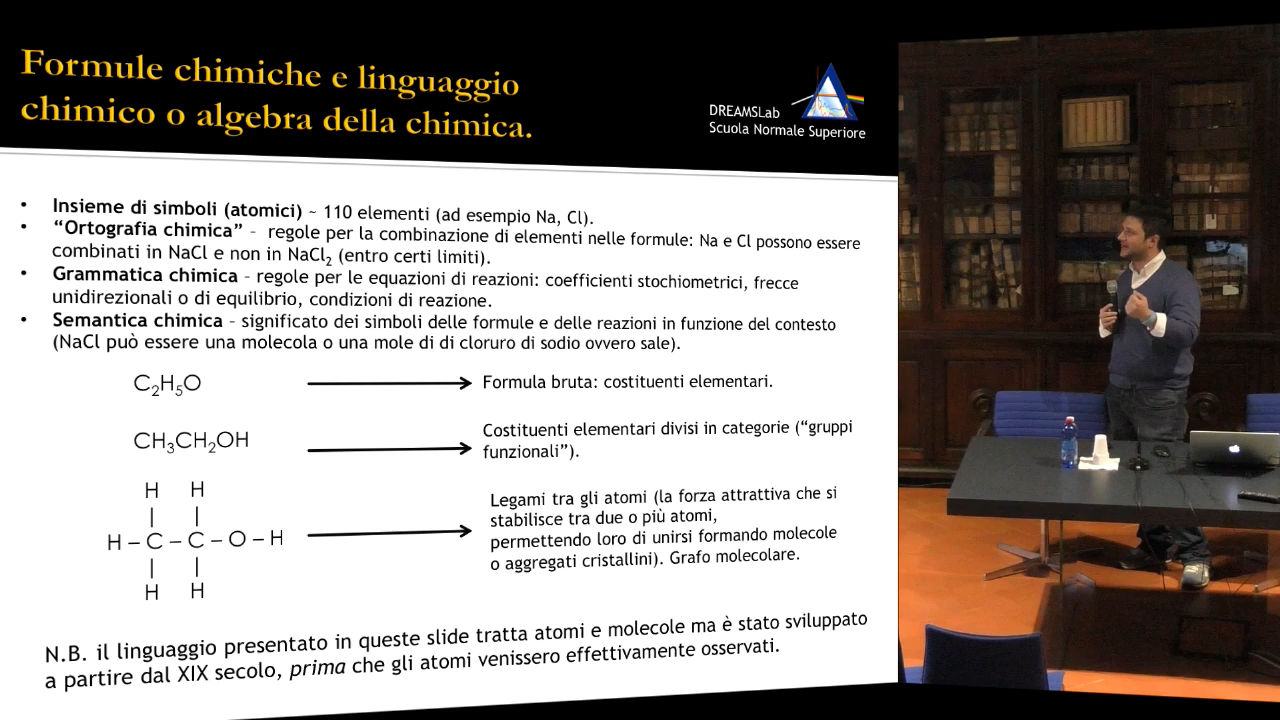 Formule chimiche e linguaggio
chimico o algebra della chimica.
DREAMSLab
Scuola Normale Superiore
• Insieme di simboli (atomici) – 110 elementi (ad esempio Na, Cl).
• “Ortografia chimica” – regole per la combinazione di elementi nelle formule: Na e Cl possono essere
combinati in NaCl e non in NaCl₂ (entro certi limiti).
• Grammatica chimica – regole per le equazioni di reazioni: coefficienti stochiometrici, frecce
unidirezionali o di equilibrio, condizioni di reazione.
• Semantica chimica – significato dei simboli delle formule e delle reazioni in funzione del contesto
(NaCl può essere una molecola o una mole di di cloruro di sodio ovvero sale).
C₂H₅O
Formula bruta: costituenti elementari.
CH₃CH₂OH
Costituenti elementari divisi in categorie (“gruppi
funzionali”).
H H
H – C – C – O – H
H H
Legami tra gli atomi (la forza attrattiva che si
stabilisce tra due o più atomi,
permettendo loro di unirsi formando molecole
o aggregati cristallini). Grafo molecolare.
N.B. il linguaggio presentato in queste slide tratta atomi e molecole ma è stato sviluppato
a partire dal XIX secolo, prima che gli atomi venissero effettivamente osservati.